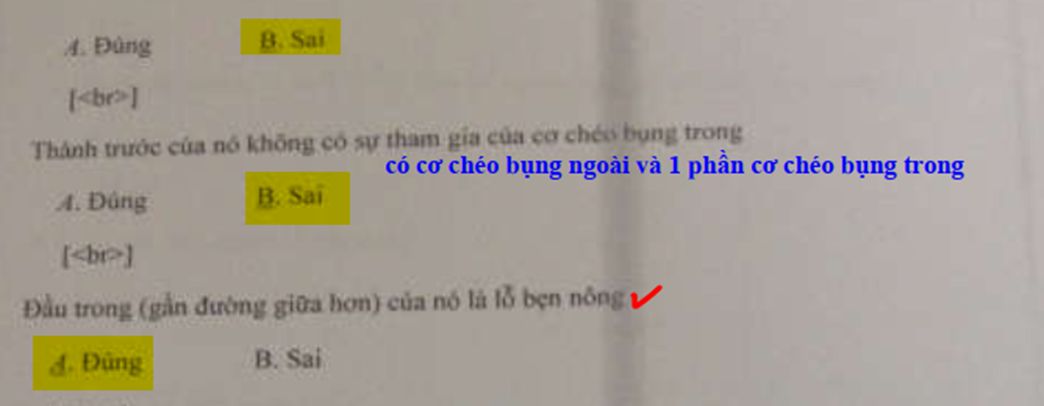 A. Đúng B. Sai
[<br>]
Thành trước của nó không có sự tham gia của cơ chéo bụng trong
có cơ chéo bụng ngoài và 1 phần cơ chéo bụng trong
A. Đúng B. Sai
[<br>]
Đầu trong (gần đường giữa hơn) của nó là lỗ bẹn nông
A. Đúng B. Sai